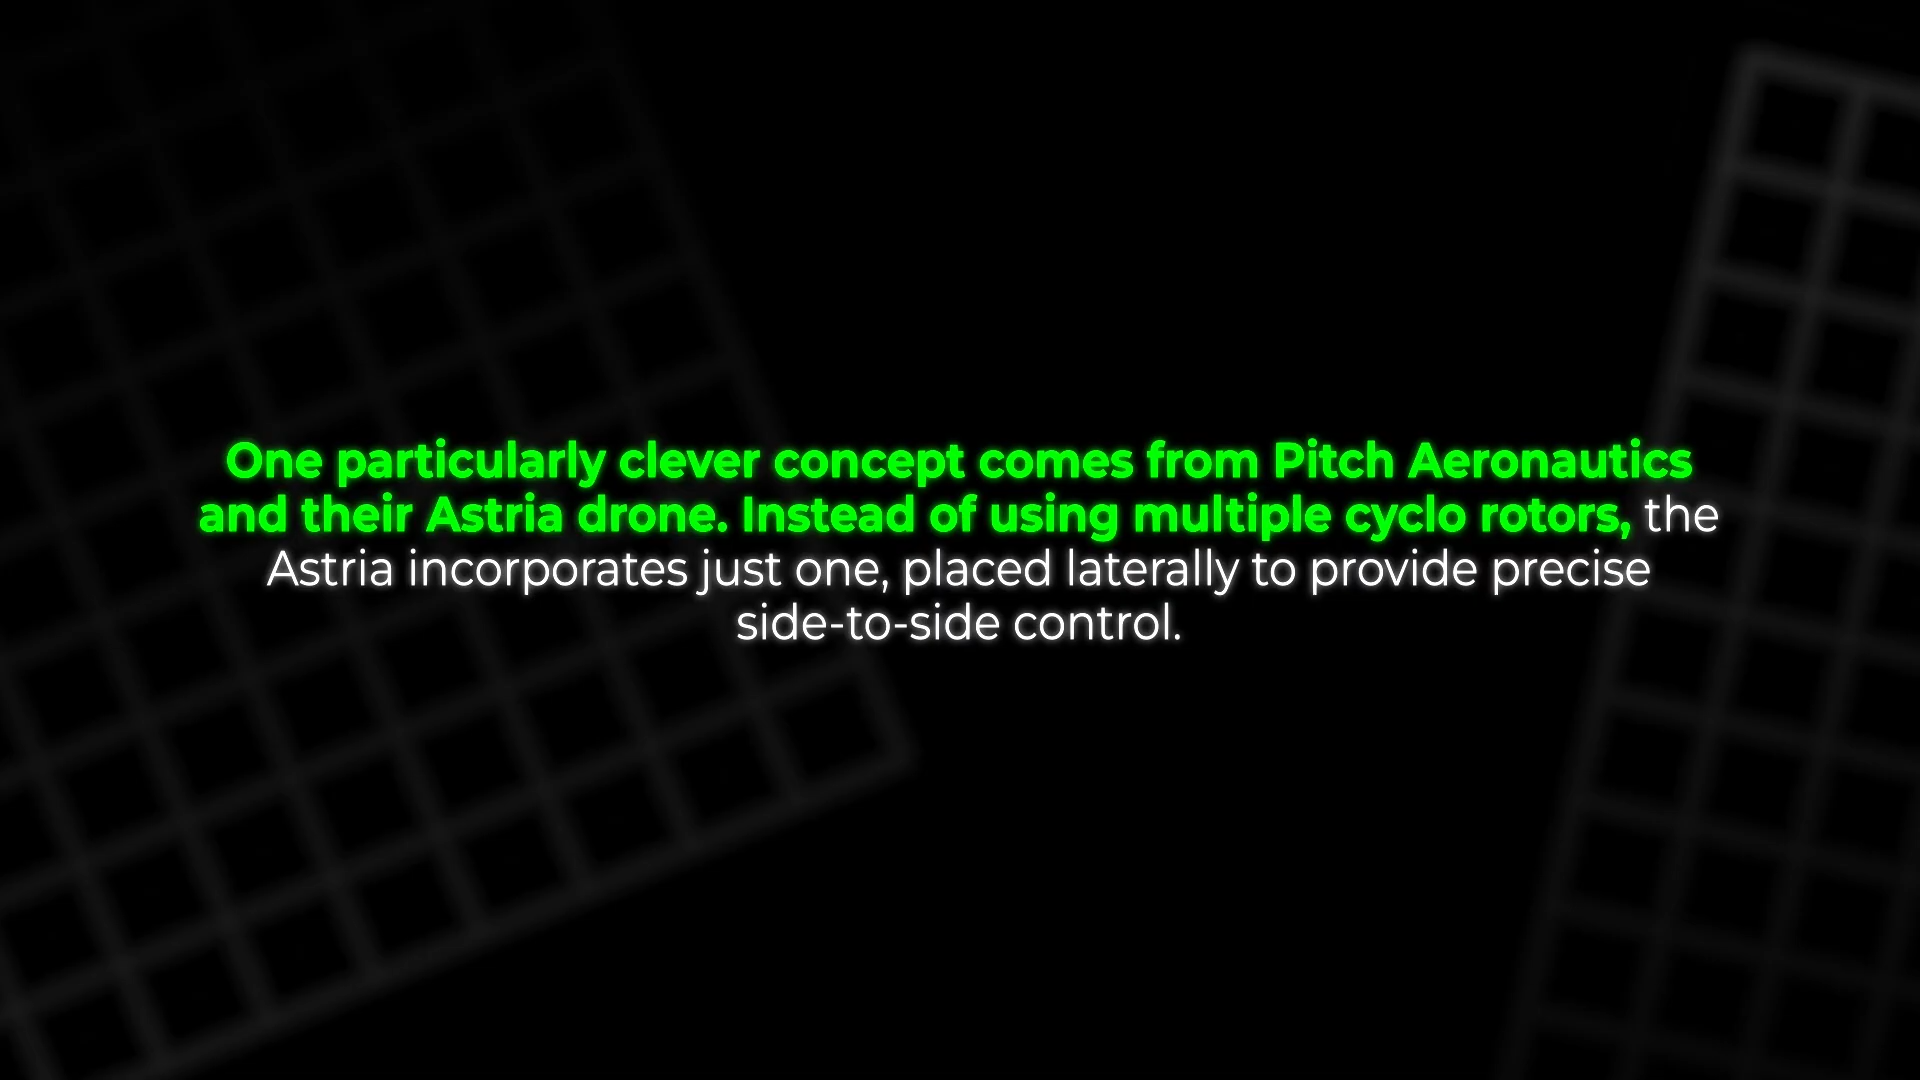 One particularly clever concept comes from Pitch Aeronautics
and their Astria drone. Instead of using multiple cyclo rotors, the
Astria incorporates just one, placed laterally to provide precise
side-to-side control.